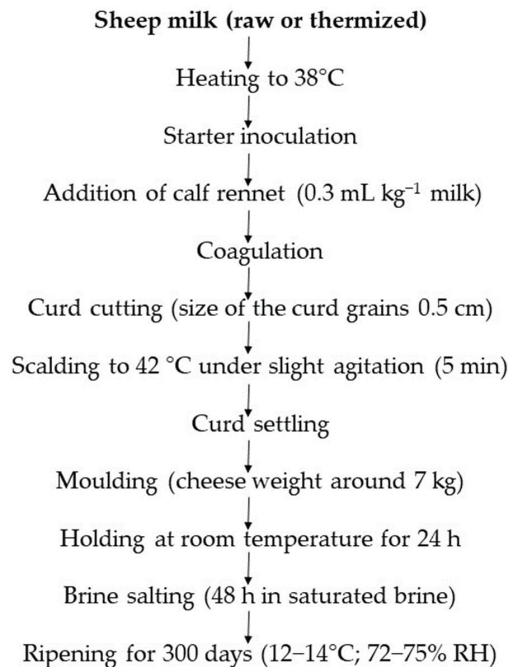 Sheep milk (raw or thermized)
Heating to 38°C
Starter inoculation
Addition of calf rennet (0.3 mL kg⁻¹ milk)
Coagulation
Curd cutting (size of the curd grains 0.5 cm)
Scalding to 42 °C under slight agitation (5 min)
Curd settling
Moulding (cheese weight around 7 kg)
Holding at room temperature for 24 h
Brine salting (48 h in saturated brine)
Ripening for 300 days (12–14°C; 72–75% RH)